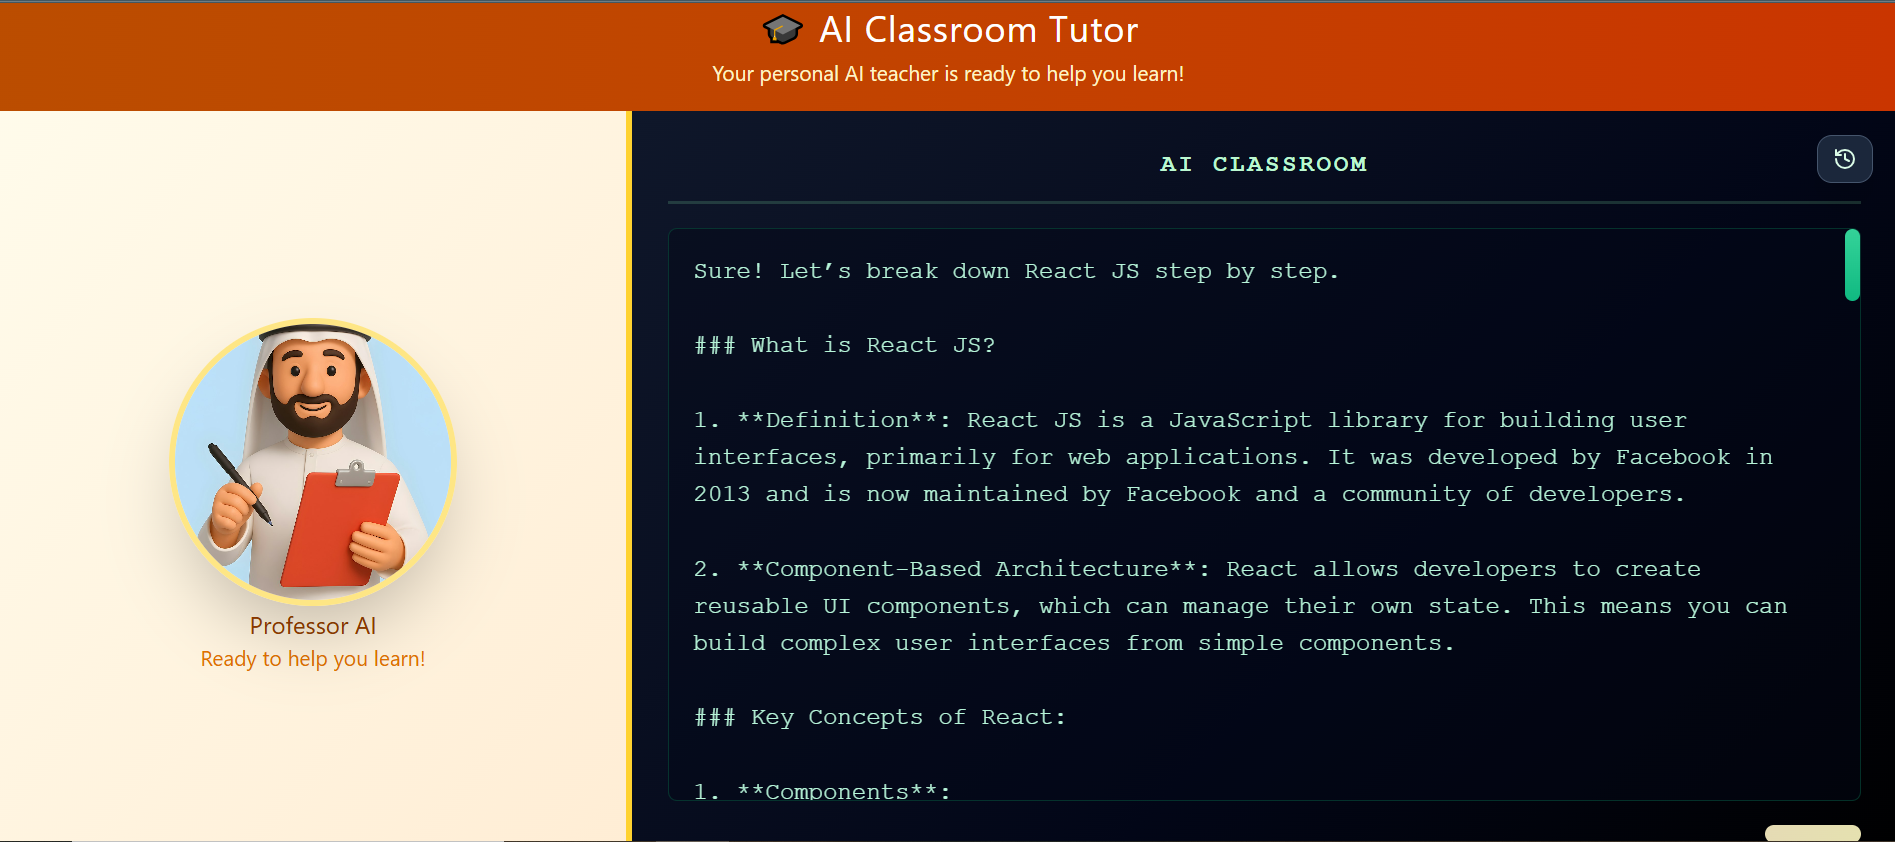 AI Classroom Tutor
Your personal AI teacher is ready to help you learn!
Professor AI
Ready to help you learn!
AI CLASSROOM
Sure! Let’s break down React JS step by step.
### What is React JS?
1. **Definition**: React JS is a JavaScript library for building user
interfaces, primarily for web applications. It was developed by Facebook in
2013 and is now maintained by Facebook and a community of developers.
2. **Component-Based Architecture**: React allows developers to create
reusable UI components, which can manage their own state. This means you can
build complex user interfaces from simple components.
### Key Concepts of React:
1. **Components**: